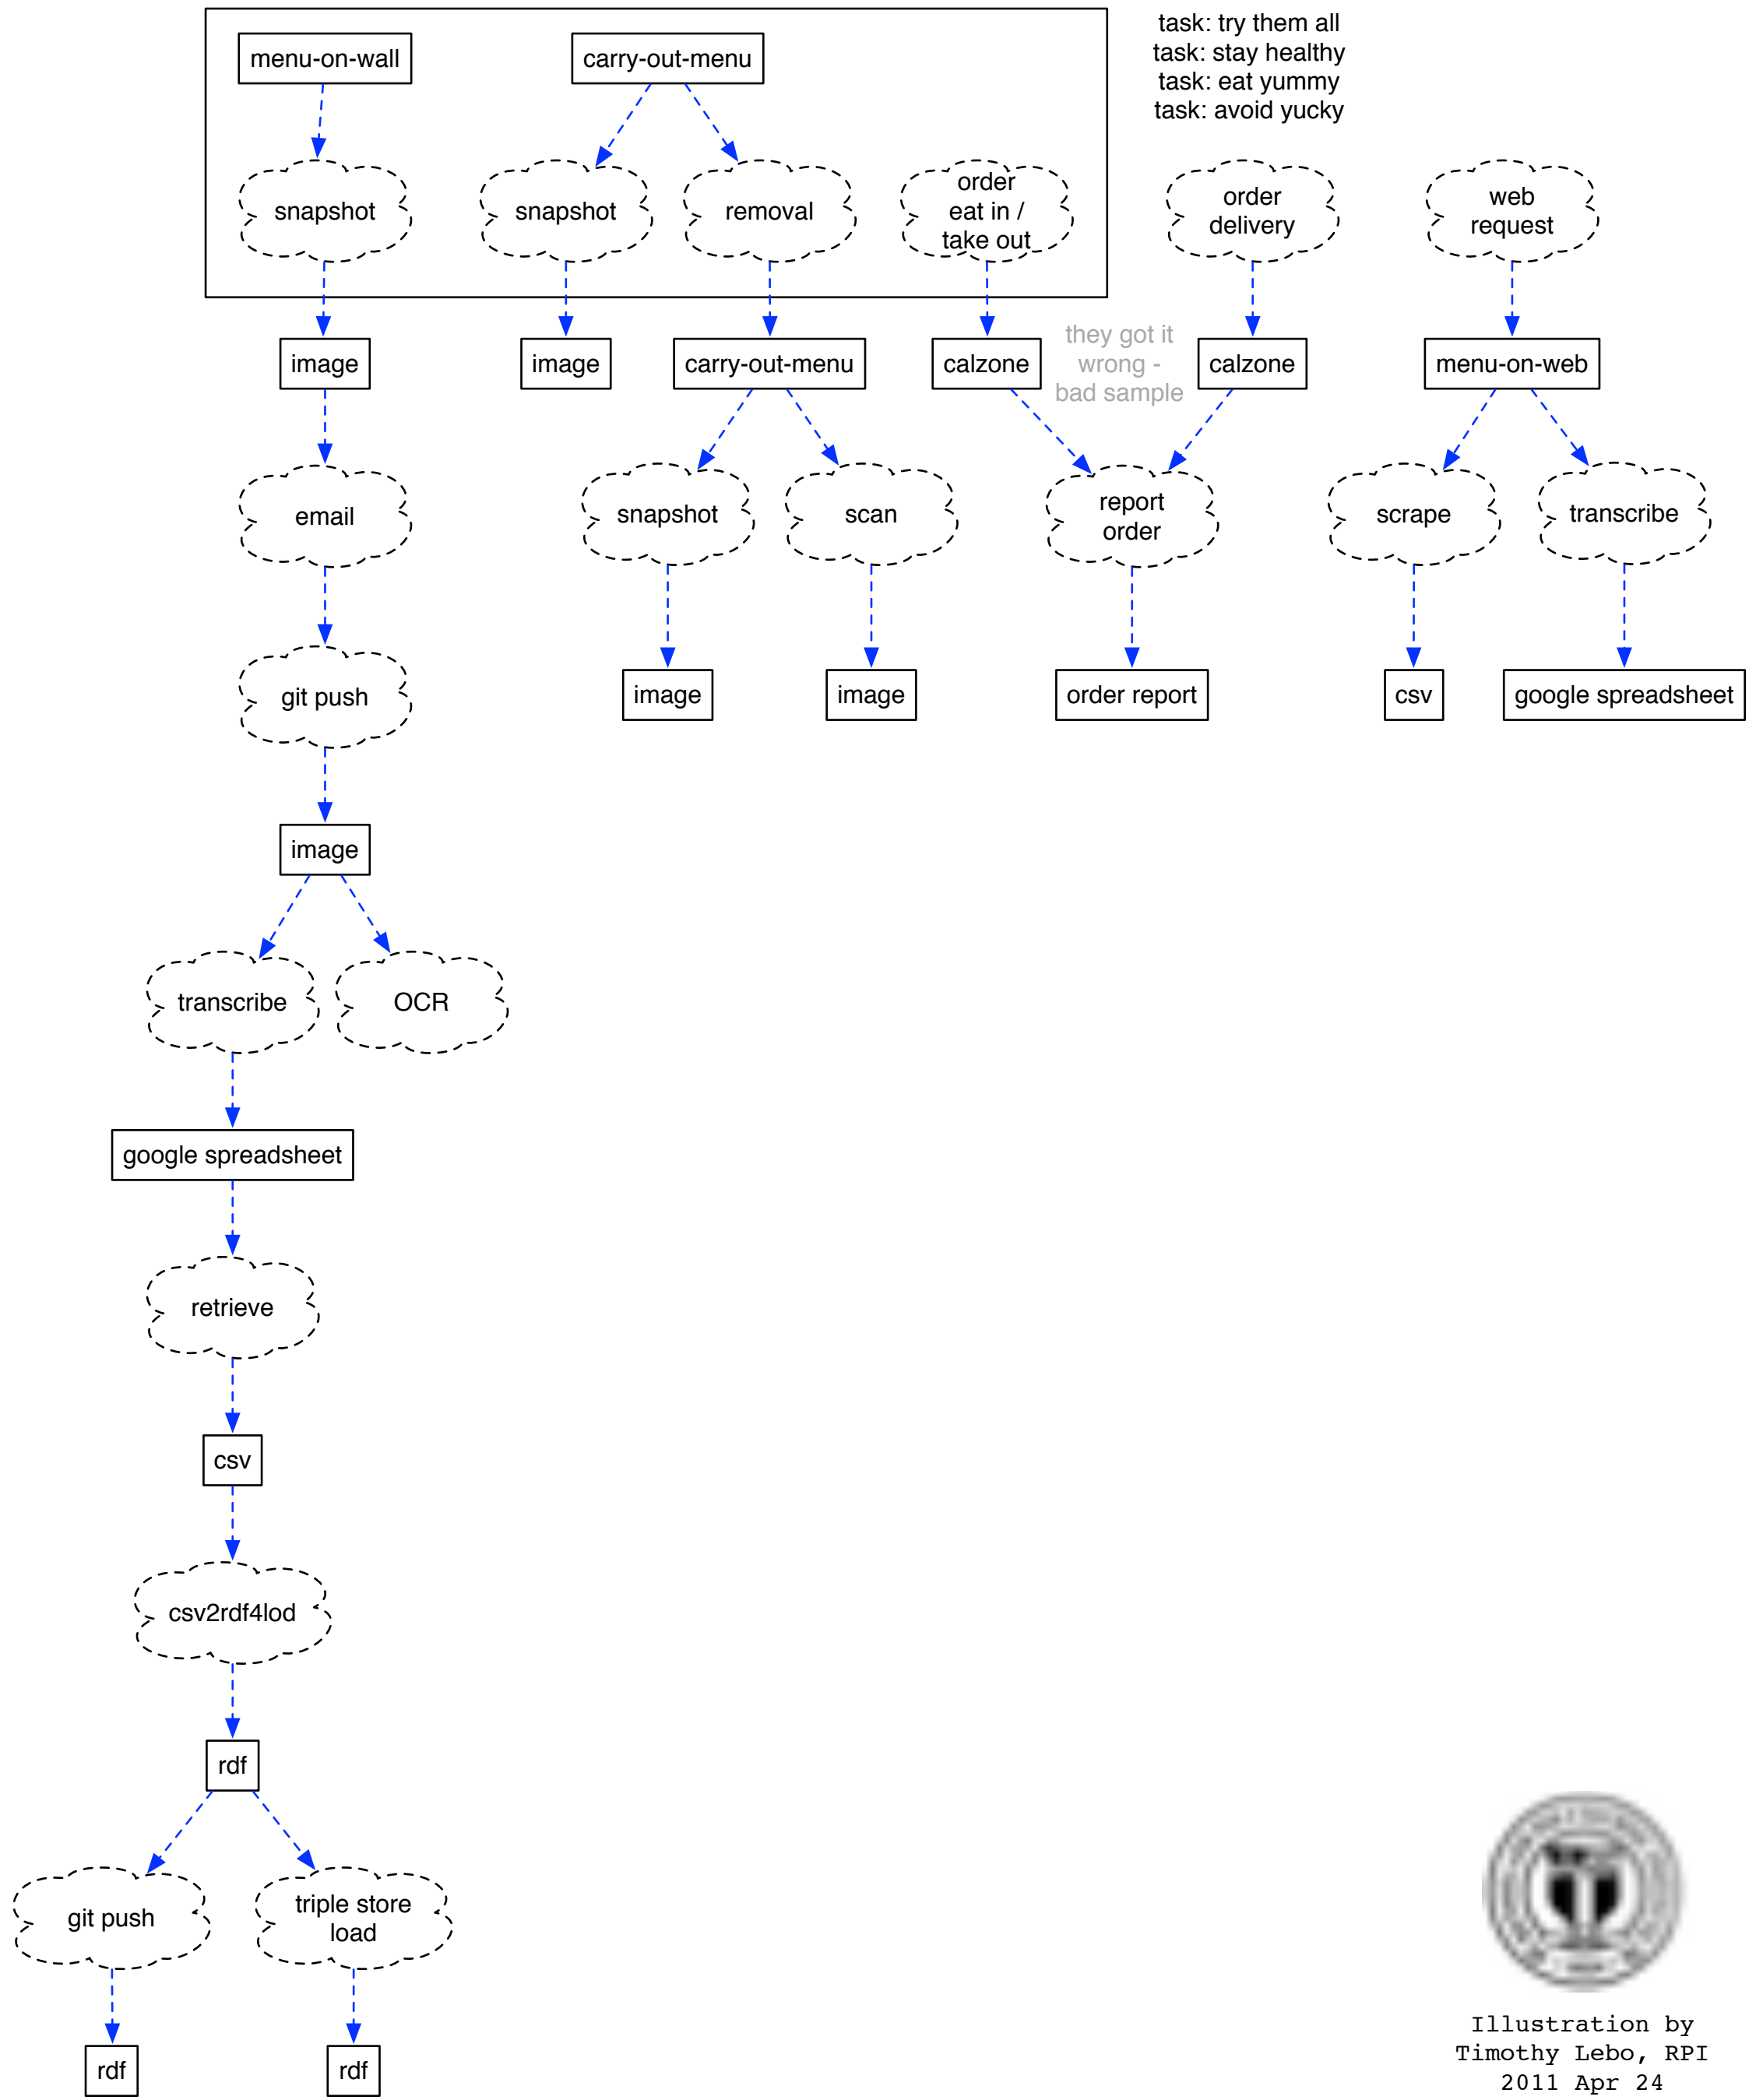 task: try them all
task: stay healthy
task: eat yummy
task: avoid yucky
menu-on-wall
carry-out-menu
snapshot
snapshot
removal
order
eat in /
take out
order
delivery
web
request
image
image
carry-out-menu
calzone
they got it
wrong -
bad sample
calzone
menu-on-web
email
snapshot
scan
report
order
scrape
transcribe
git push
image
image
order report
csv
google spreadsheet
image
transcribe
OCR
google spreadsheet
retrieve
csv
csv2rdf4lod
rdf
git push
triple store
load
rdf
rdf
Illustration by
Timothy Lebo, RPI
2011 Apr 24